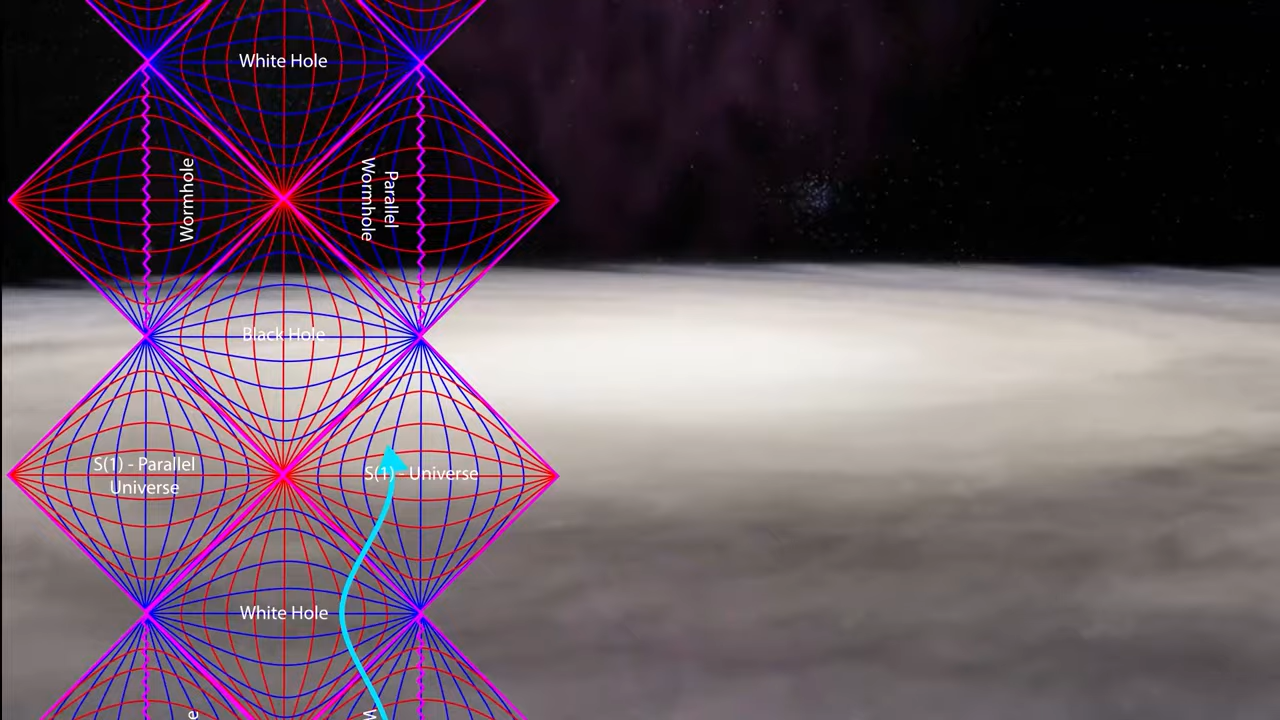 White Hole
Wormhole
Parallel
Wormhole
Black Hole
S(1) - Parallel
Universe
S(1) - Universe
White Hole